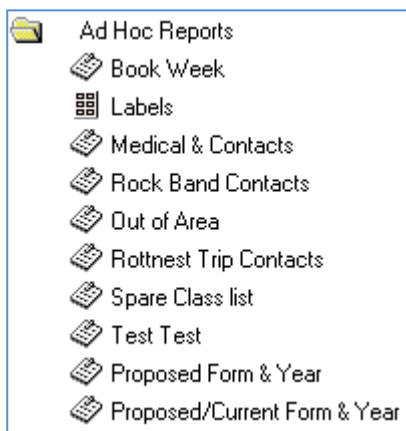 Ad Hoc Reports
Book Week
Labels
Medical & Contacts
Rock Band Contacts
Out of Area
Rottnest Trip Contacts
Spare Class list
Test Test
Proposed Form & Year
Proposed/Current Form & Year